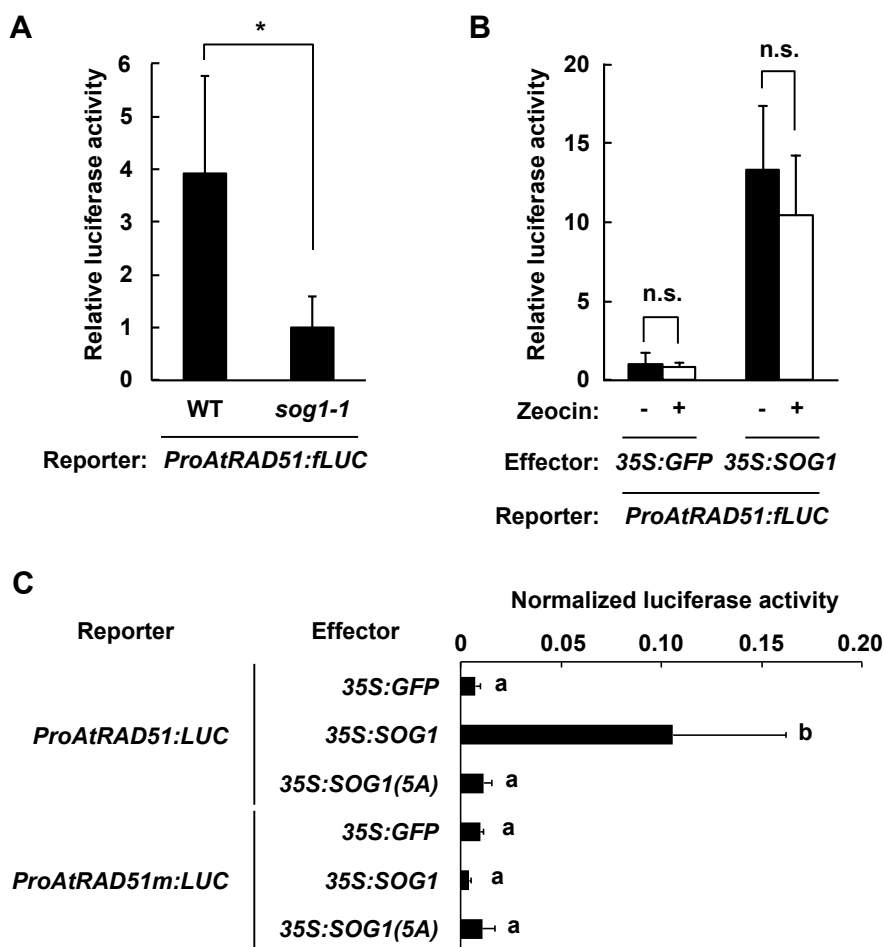 A
*
Relative luciferase activity
6
5
4
3
2
1
0
WT sog1-1
Reporter: ProAtRAD51:fLUC
B
n.s.
Relative luciferase activity
20
15
10
5
0
n.s.
Zeocin: - + - +
Effector: 35S:GFP 35S:SOG1
Reporter: ProAtRAD51:fLUC
C
Normalized luciferase activity
Reporter Effector
0 0.05 0.10 0.15 0.20
35S:GFP a
ProAtRAD51:LUC 35S:SOG1 b
35S:SOG1(5A) a
35S:GFP a
ProAtRAD51m:LUC 35S:SOG1 a
35S:SOG1(5A) a